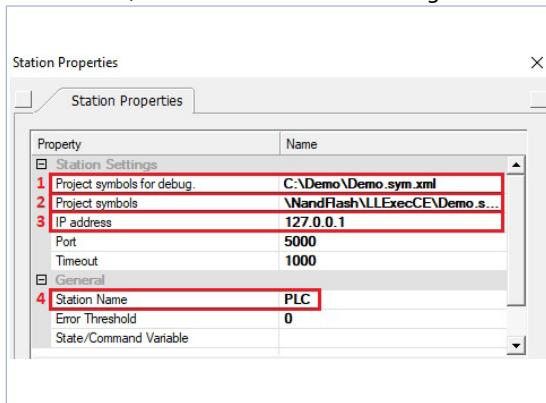 Station Properties
Station Properties
Property Name
Station Settings
1 Project symbols for debug. C:\Demo\Demo.sym.xml
2 Project symbols \NandFlash\LLExecCE\Demo.s...
3 IP address 127.0.0.1
Port 5000
Timeout 1000
General
4 Station Name PLC
Error Threshold 0
State/Command Variable